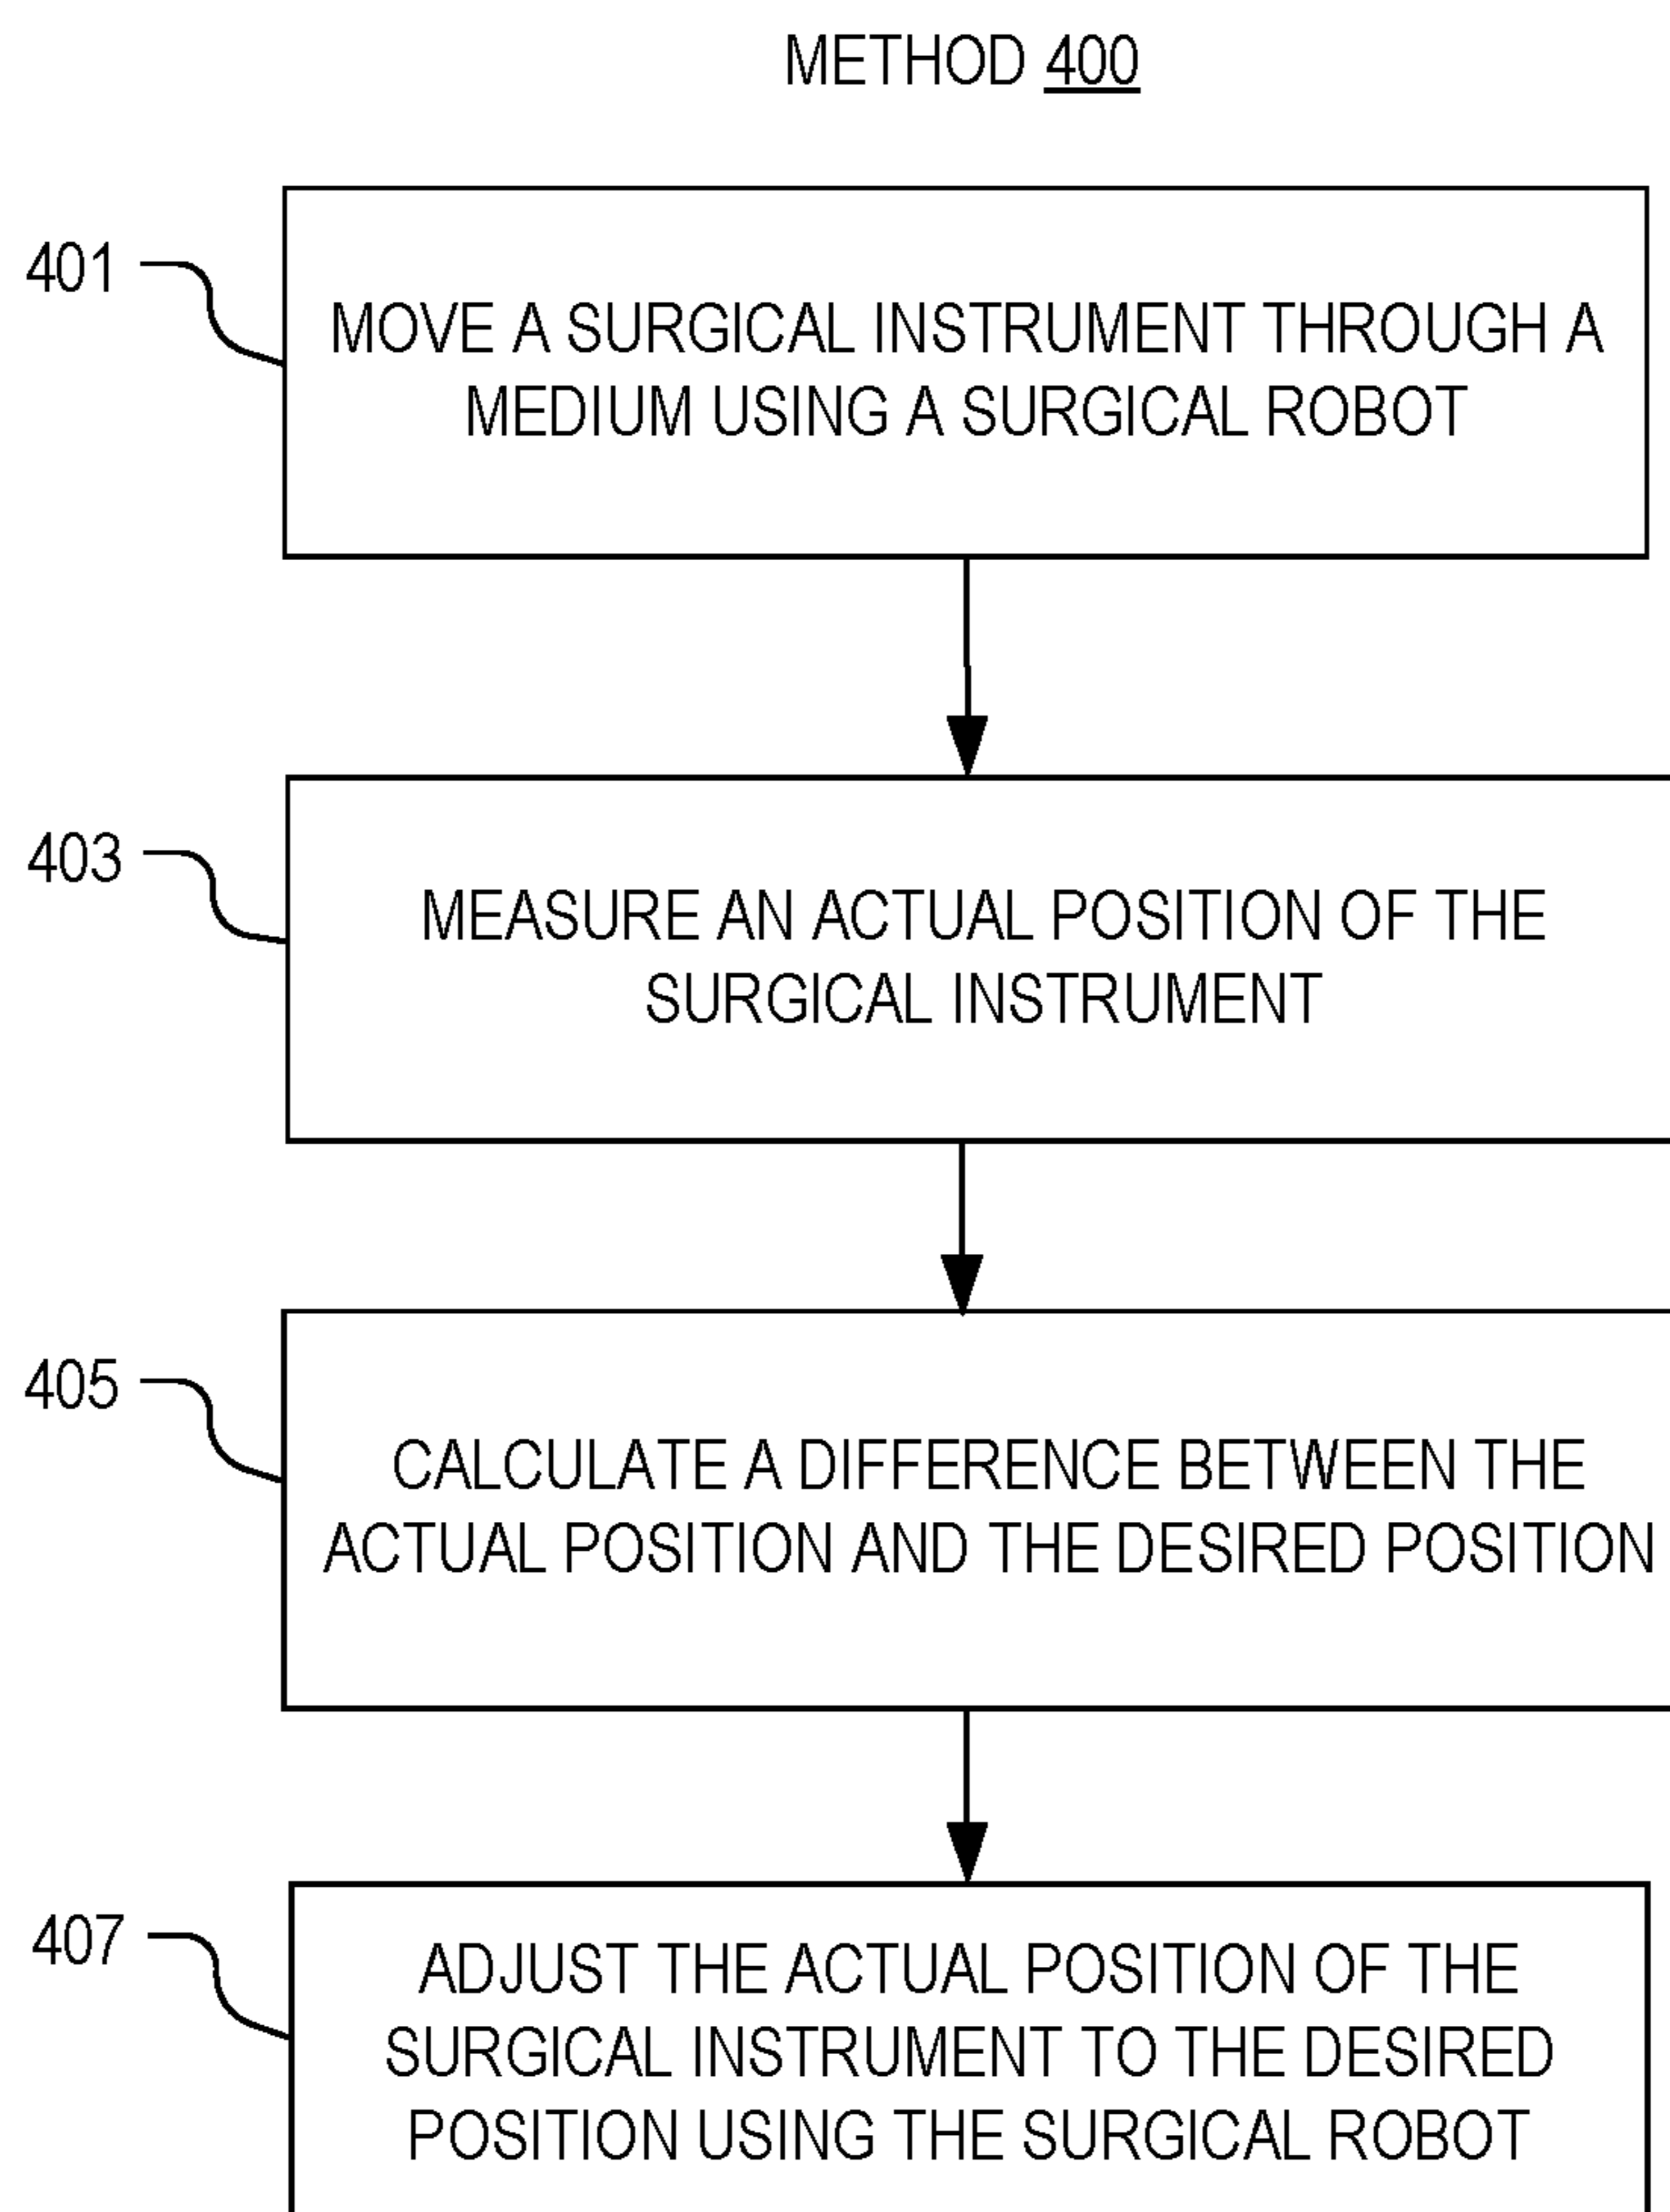 METHOD 400
401
MOVE A SURGICAL INSTRUMENT THROUGH A
MEDIUM USING A SURGICAL ROBOT
403
MEASURE AN ACTUAL POSITION OF THE
SURGICAL INSTRUMENT
405
CALCULATE A DIFFERENCE BETWEEN THE
ACTUAL POSITION AND THE DESIRED POSITION
407
ADJUST THE ACTUAL POSITION OF THE
SURGICAL INSTRUMENT TO THE DESIRED
POSITION USING THE SURGICAL ROBOT